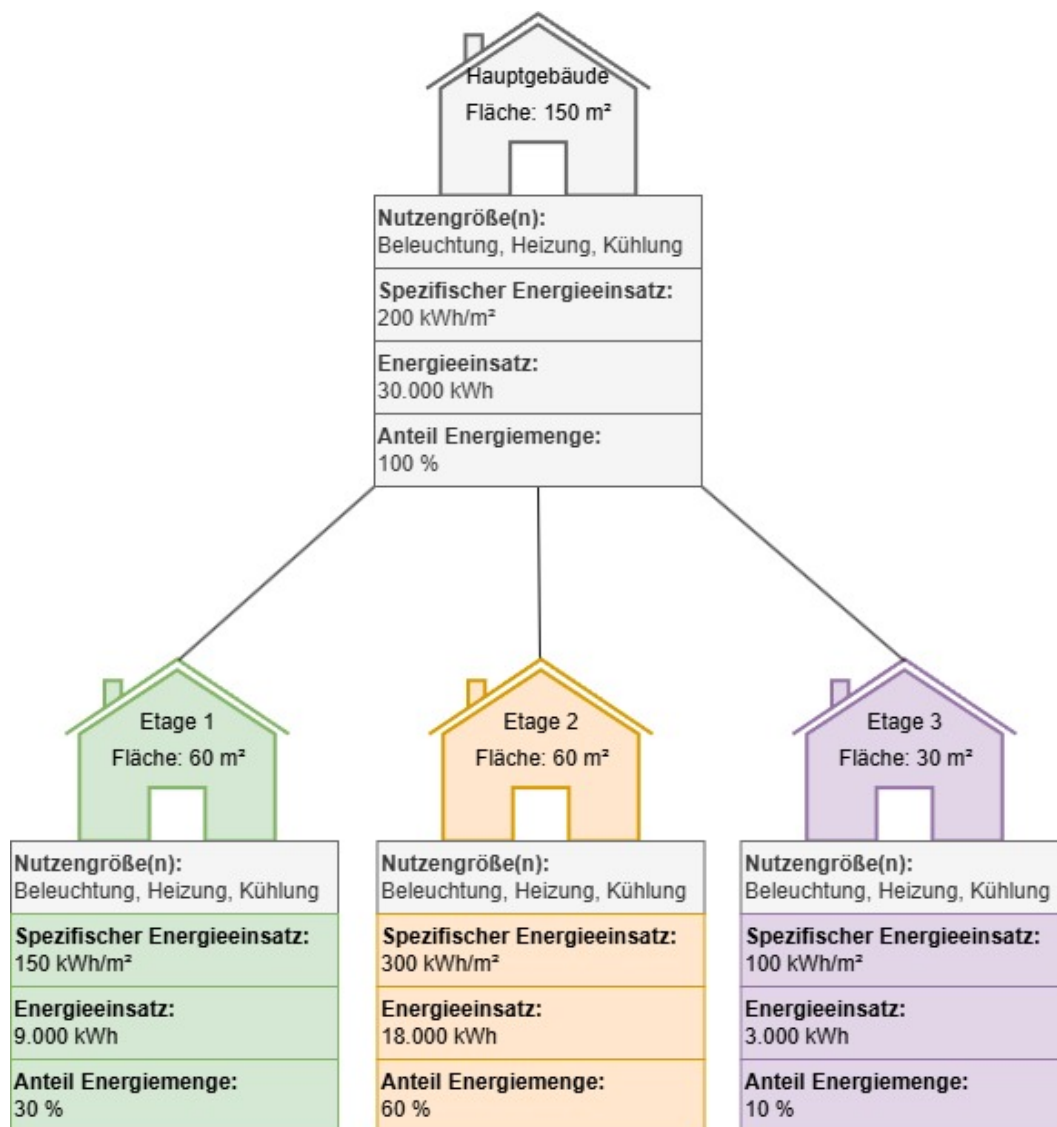 Hauptgebäude
Fläche: 150 m²
Nutzengröße(n):
Beleuchtung, Heizung, Kühlung
Spezifischer Energieeinsatz:
200 kWh/m²
Energieeinsatz:
30.000 kWh
Anteil Energiemenge:
100 %
Etage 1
Fläche: 60 m²
Nutzengröße(n):
Beleuchtung, Heizung, Kühlung
Spezifischer Energieeinsatz:
150 kWh/m²
Energieeinsatz:
9.000 kWh
Anteil Energiemenge:
30 %
Etage 2
Fläche: 60 m²
Nutzengröße(n):
Beleuchtung, Heizung, Kühlung
Spezifischer Energieeinsatz:
300 kWh/m²
Energieeinsatz:
18.000 kWh
Anteil Energiemenge:
60 %
Etage 3
Fläche: 30 m²
Nutzengröße(n):
Beleuchtung, Heizung, Kühlung
Spezifischer Energieeinsatz:
100 kWh/m²
Energieeinsatz:
3.000 kWh
Anteil Energiemenge:
10 %